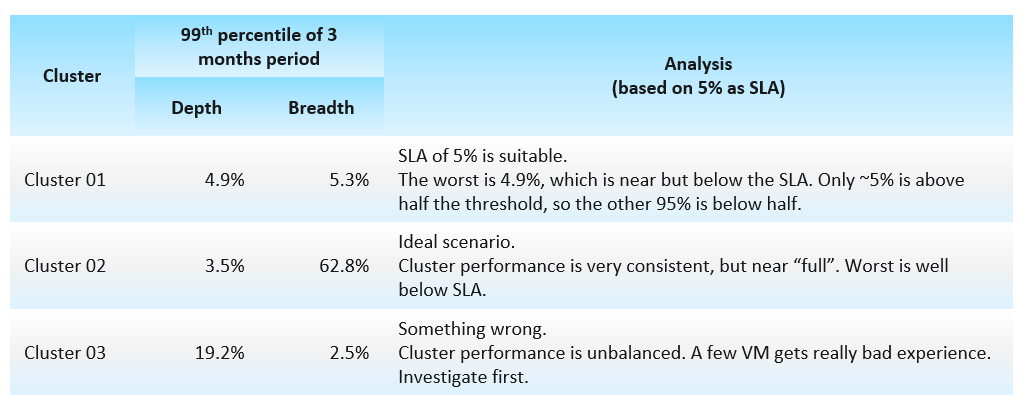 Cluster
99th percentile of 3
months period
Depth
Breadth
Analysis
(based on 5% as SLA)
Cluster 01
4.9%
5.3%
SLA of 5% is suitable.
The worst is 4.9%, which is near but below the SLA. Only ~5% is above
half the threshold, so the other 95% is below half.
Cluster 02
3.5%
62.8%
Ideal scenario.
Cluster performance is very consistent, but near “full”. Worst is well
below SLA.
Cluster 03
19.2%
2.5%
Something wrong.
Cluster performance is unbalanced. A few VM gets really bad experience.
Investigate first.